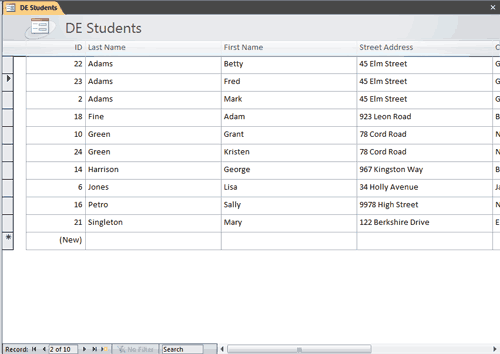 DE Students
DE Students
ID Last Name First Name Street Address C
22 Adams Betty 45 Elm Street G
23 Adams Fred 45 Elm Street G
2 Adams Mark 45 Elm Street G
18 Fine Adam 923 Leon Road B
10 Green Grant 78 Cord Road N
24 Green Kristen 78 Cord Road N
14 Harrison George 967 Kingston Way B
6 Jones Lisa 34 Holly Avenue Ja
16 Petro Sally 9978 High Street N
21 Singleton Mary 122 Berkshire Drive E
(New)
Record: 2 of 10 No Filter Search